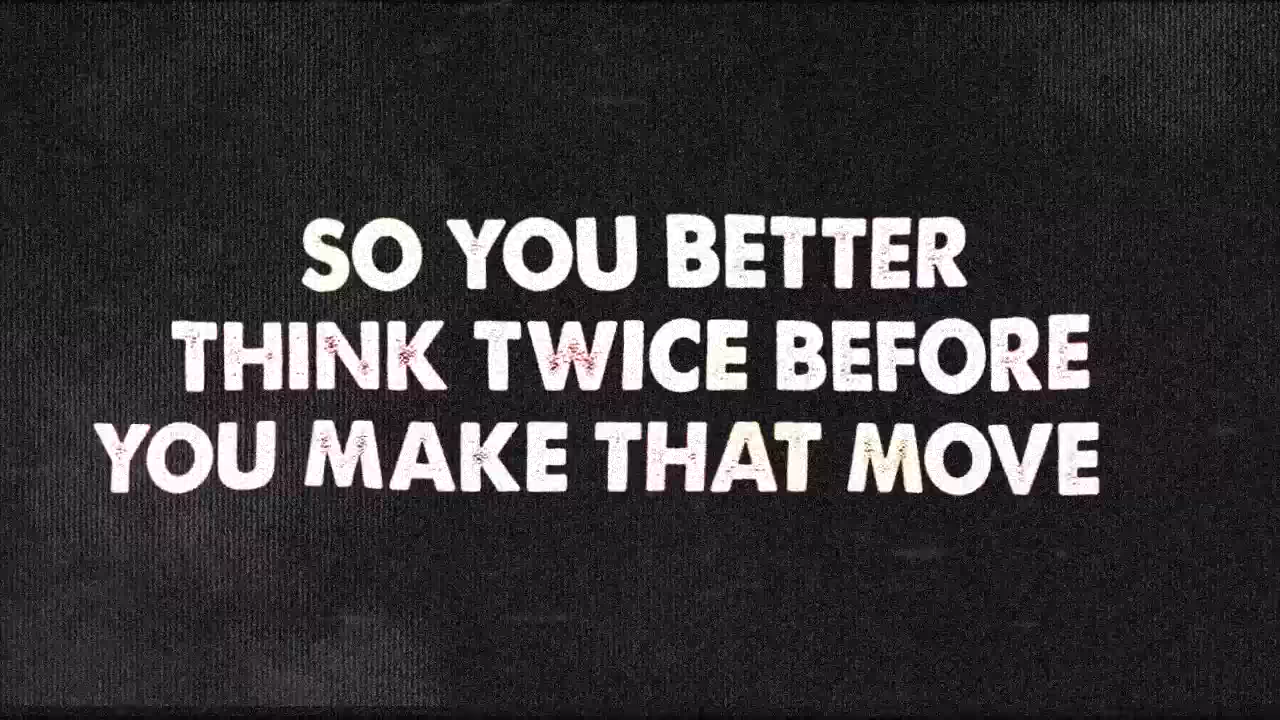 SO YOU BETTER
THINK TWICE BEFORE
YOU MAKE THAT MOVE